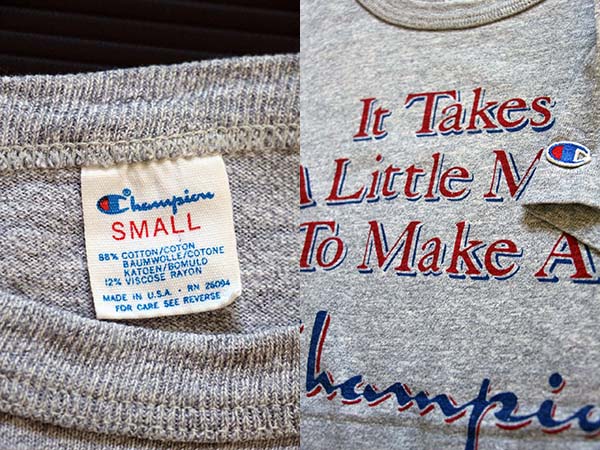 Champion
SMALL
88% COTTON/COTON
BAUMWOLLE/COTONE
KATOEN/BOMULD
12% VISCOSE RAYON
MADE IN U.S.A. · RN 26094
FOR CARE SEE REVERSE
It Takes
A Little M
To Make A
Champio